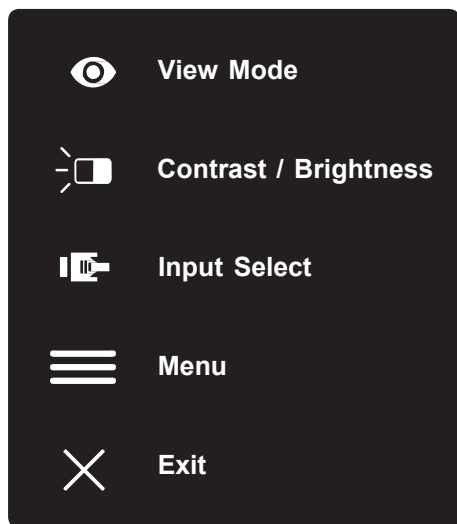 View Mode
Contrast / Brightness
Input Select
Menu
Exit